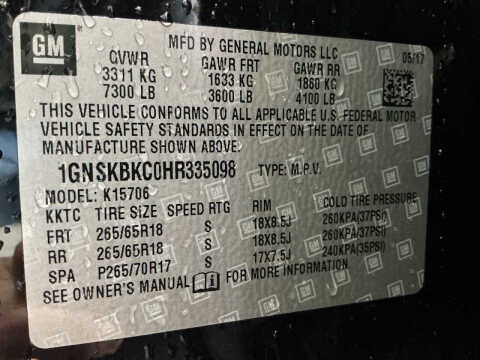 GM
MFD BY GENERAL MOTORS LLC
05/17
GVWR GAWR FRT GAWR RR
3311 KG 1633 KG 1860 KG
7300 LB 3600 LB 4100 LB
THIS VEHICLE CONFORMS TO ALL APPLICABLE U.S. FEDERAL MOTOR
VEHICLE SAFETY STANDARDS IN EFFECT ON THE DATE OF
MANUFACTURE SHOWN ABOVE.
1GNSKBKC0HR335098 TYPE: M.P.V.
MODEL: K15706
KKTC TIRE SIZE SPEED RTG RIM COLD TIRE PRESSURE
FRT 265/65R18 S 18X8.5J 260KPA(37PSI)
RR 265/65R18 S 18X8.5J 260KPA(37PSI)
SPA P265/70R17 S 17X7.5J 240KPA(35PSI)
SEE OWNER'S MANUAL FOR MORE INFORMATION